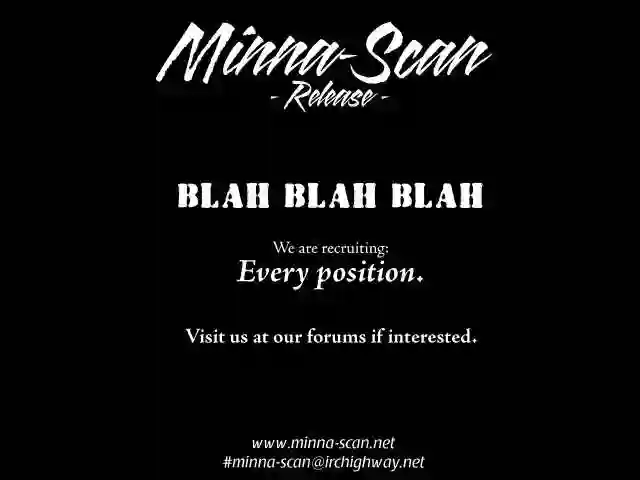 Minna-Scan
- Release -
BLAH BLAH BLAH
We are recruiting:
Every position.
Visit us at our forums if interested.
www.minna-scan.net
#minna-scan@irchighway.net